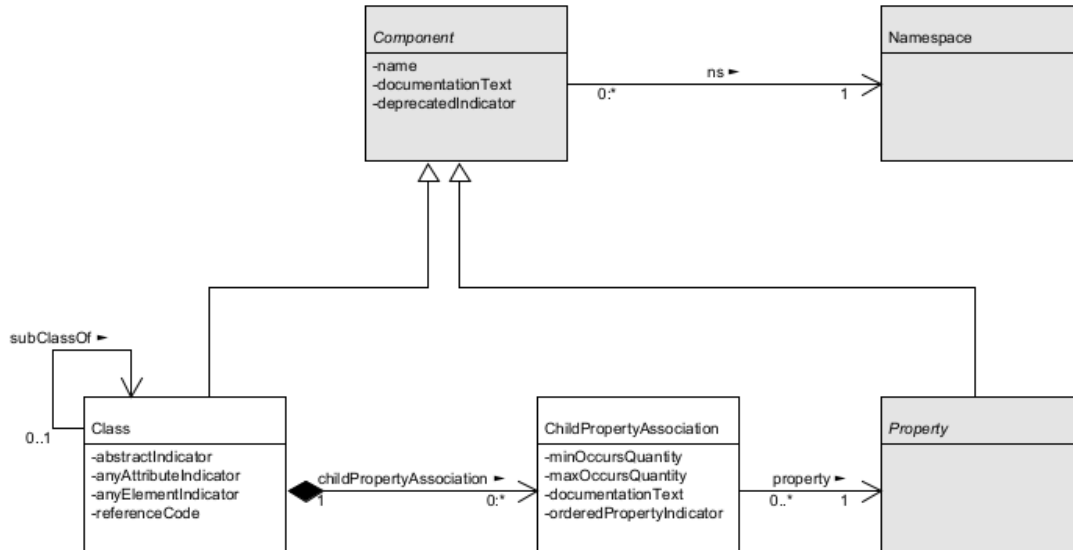 Component
-name
-documentationText
-deprecatedIndicator
ns ►
0:*
1
Namespace
subClassOf ►
0..1
Class
-abstractIndicator
-anyAttributeIndicator
-anyElementIndicator
-referenceCode
childPropertyAssociation ►
1
0:*
ChildPropertyAssociation
-minOccursQuantity
-maxOccursQuantity
-documentationText
-orderedPropertyIndicator
property ►
0..*
1
Property